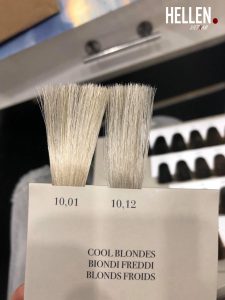 HELLEN.
10,01 10,12
COOL BLONDES
BIONDI FREDDI
BLONDS FROIDS